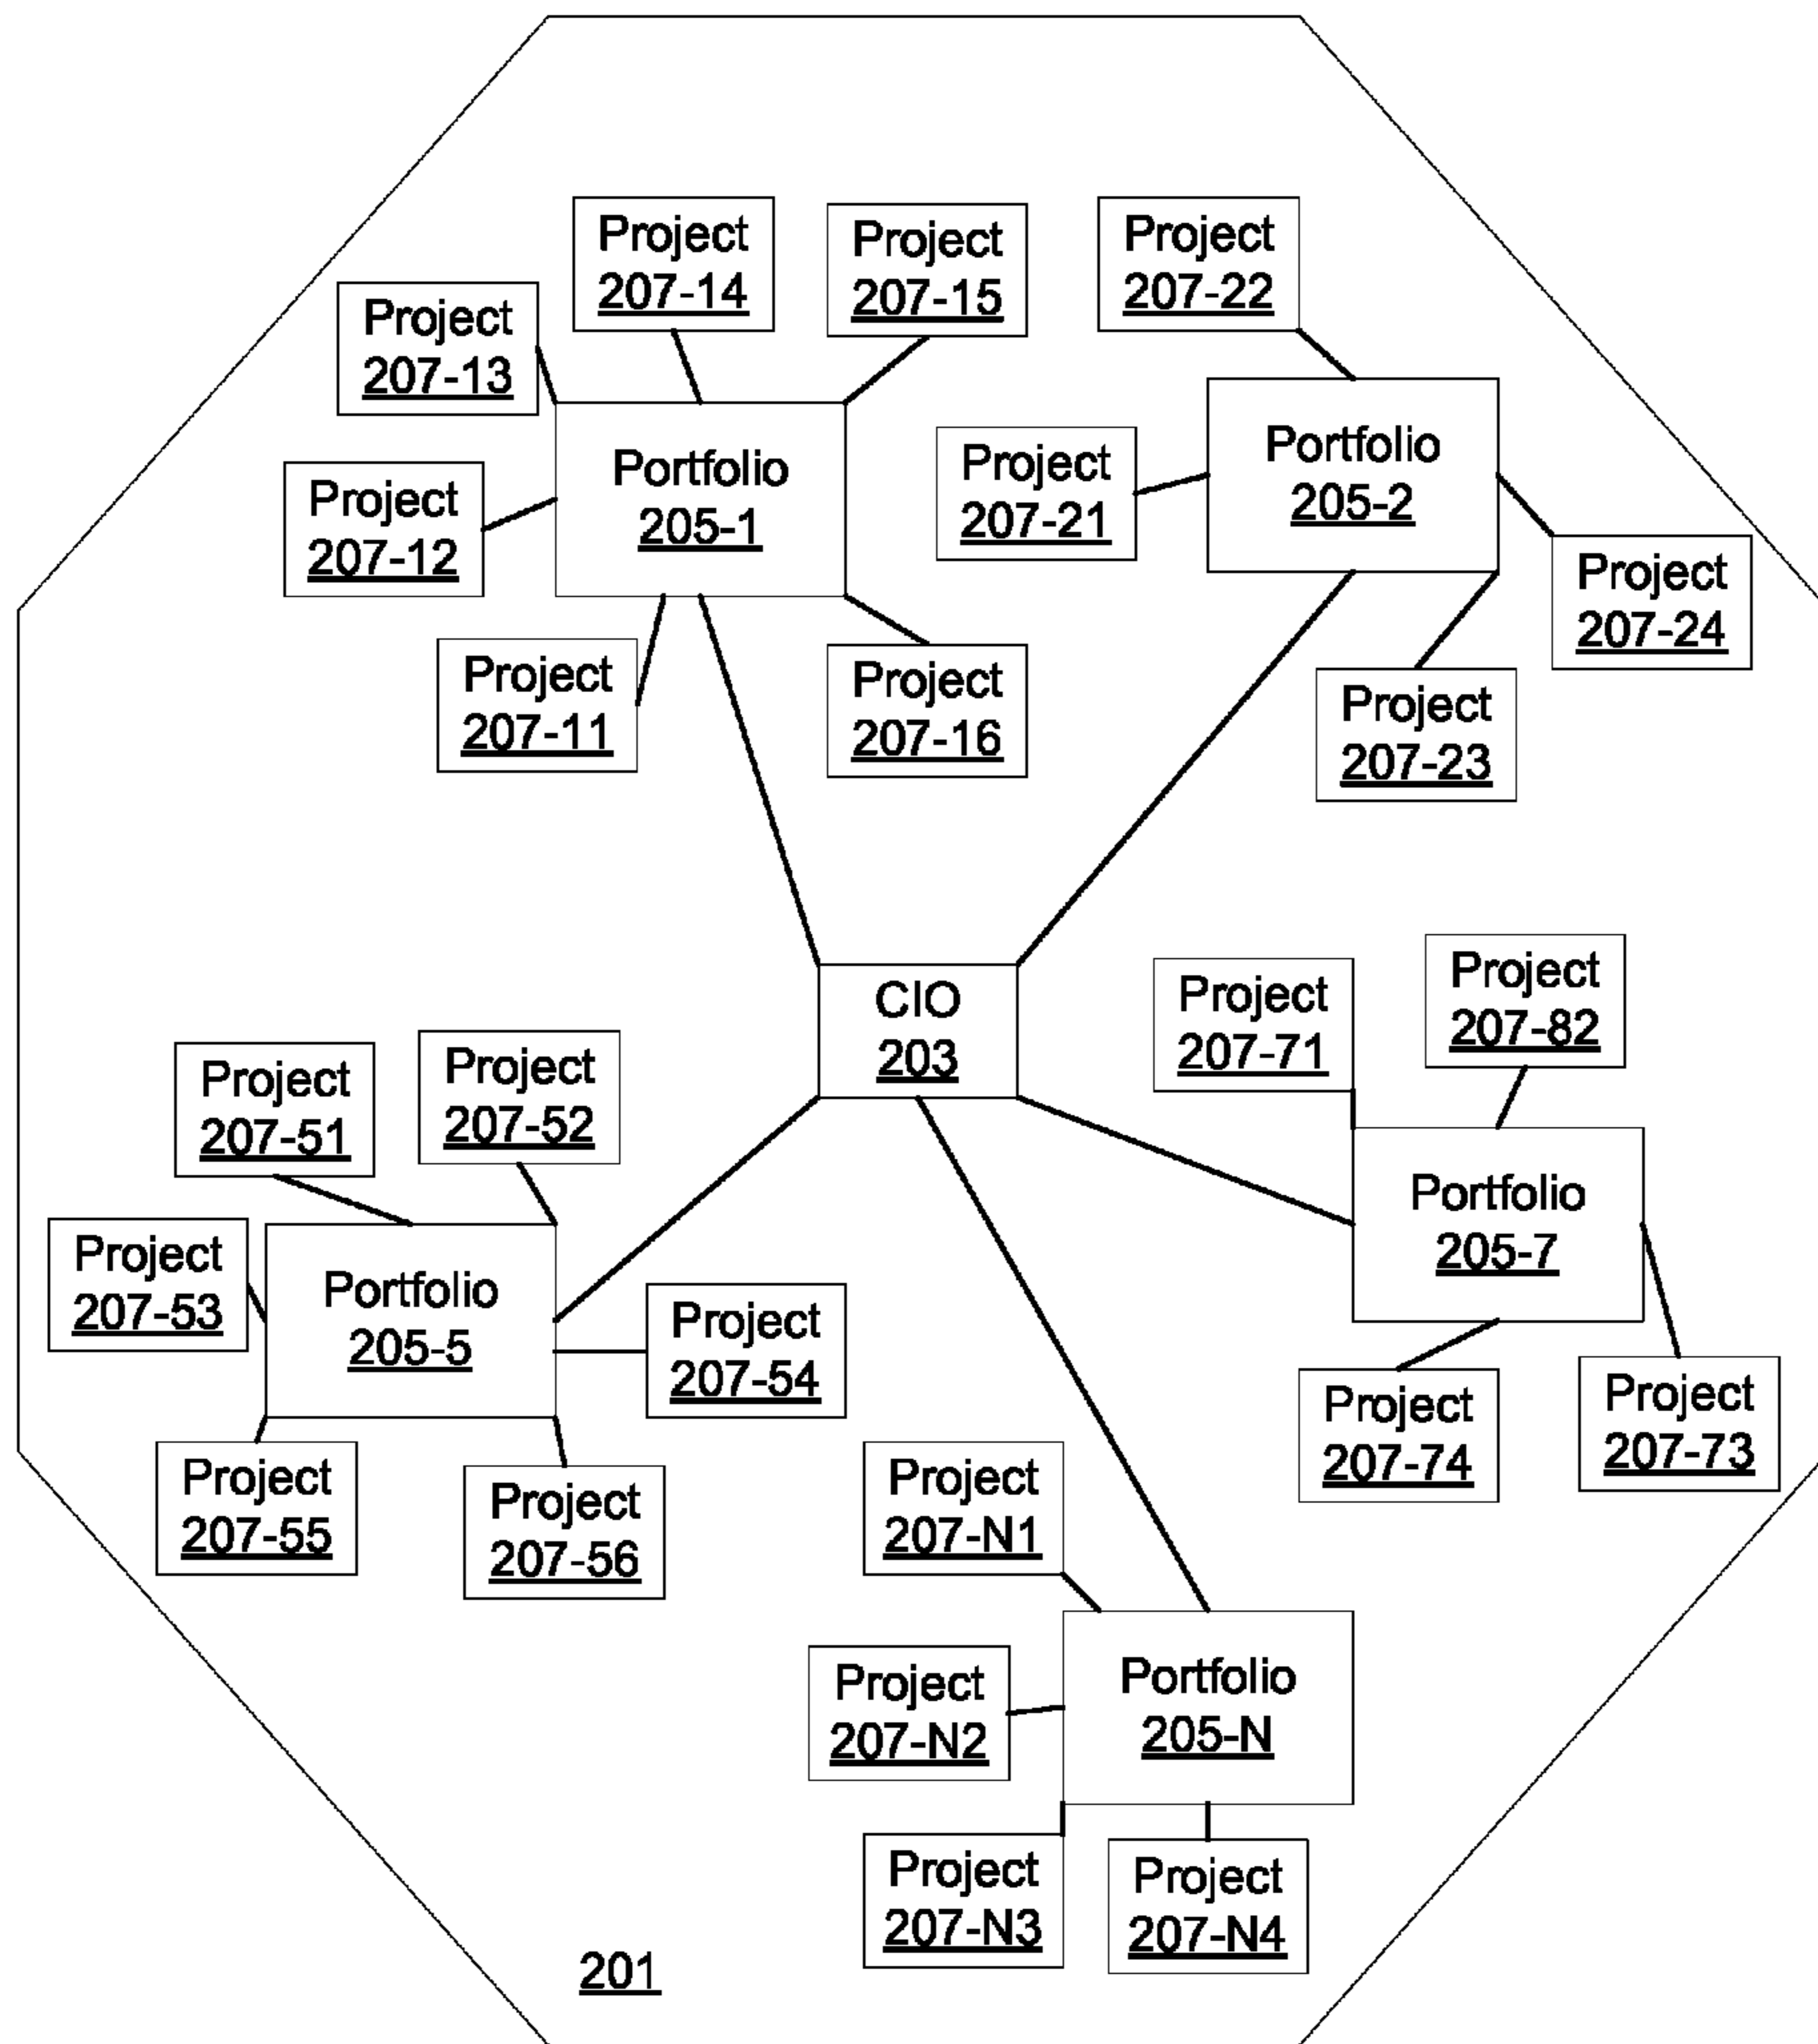 Project
207-14
Project
207-15
Project
207-22
Project
207-13
Portfolio
205-1
Portfolio
205-2
Project
207-21
Project
207-12
Project
207-24
Project
207-11
Project
207-16
Project
207-23
CIO
203
Project
207-71
Project
207-82
Project
207-51
Project
207-52
Portfolio
205-7
Project
207-53
Portfolio
205-5
Project
207-54
Project
207-74
Project
207-73
Project
207-55
Project
207-56
Project
207-N1
Project
207-N2
Portfolio
205-N
Project
207-N3
Project
207-N4
201